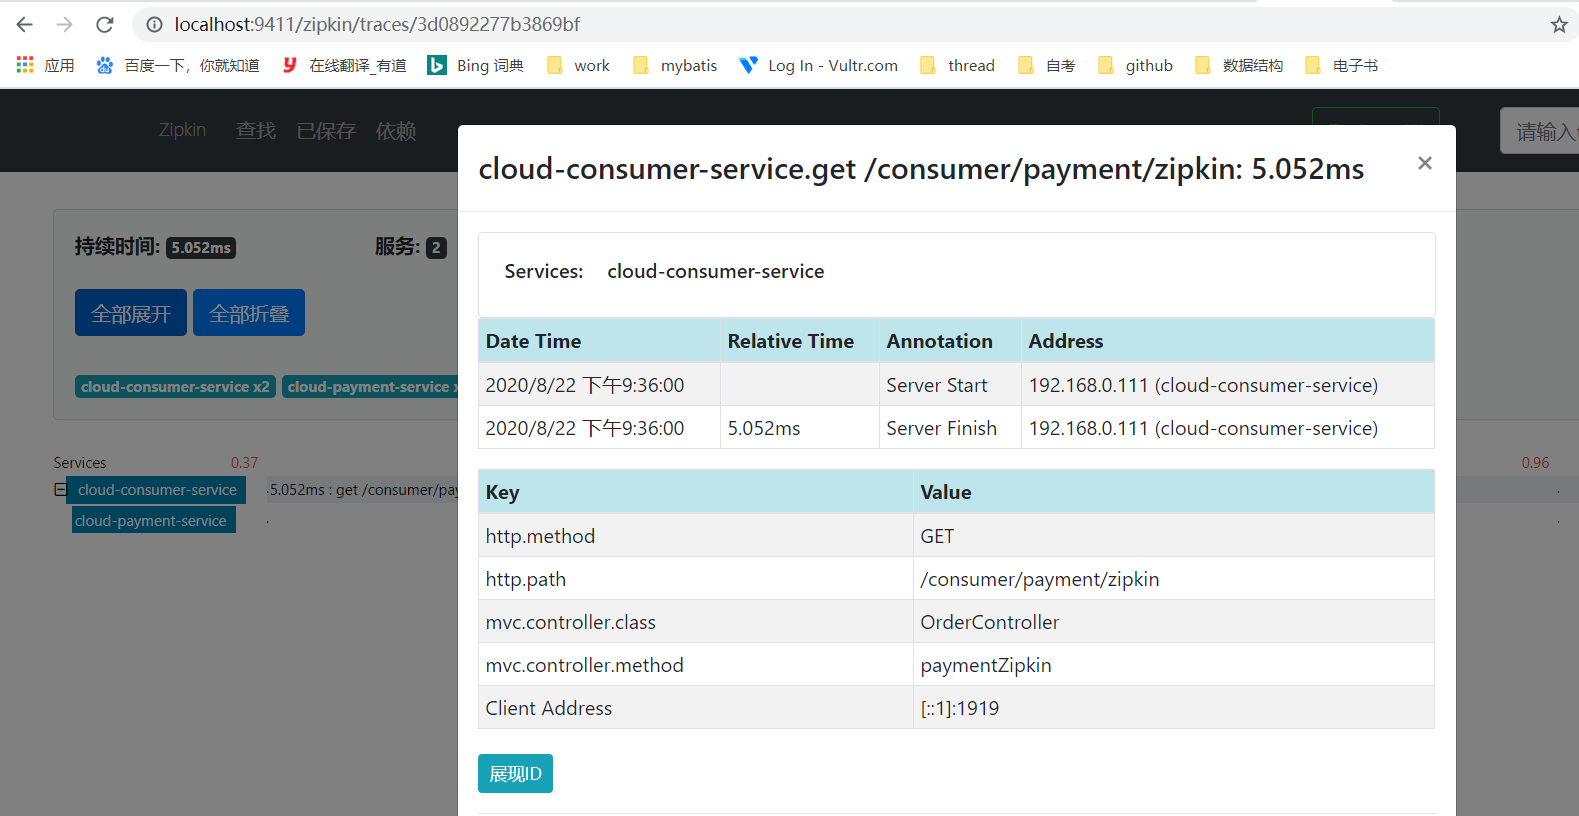 localhost:9411/zipkin/traces/3d0892277b3869bf
应用 百度一下，你就知道 在线翻译_有道 Bing 词典 work mybatis Log In - Vultr.com thread 自考 github 数据结构 电子书
Zipkin 查找 已保存 依赖 请输入
cloud-consumer-service.get /consumer/payment/zipkin: 5.052ms ×
持续时间: 5.052ms 服务: 2
全部展开 全部折叠
cloud-consumer-service x2 cloud-payment-service
Services: cloud-consumer-service
Date Time Relative Time Annotation Address
2020/8/22 下午9:36:00 Server Start 192.168.0.111 (cloud-consumer-service)
2020/8/22 下午9:36:00 5.052ms Server Finish 192.168.0.111 (cloud-consumer-service)
Services 0.37 0.96
cloud-consumer-service 5.052ms : get /consumer/pay
cloud-payment-service
Key Value
http.method GET
http.path /consumer/payment/zipkin
mvc.controller.class OrderController
mvc.controller.method paymentZipkin
Client Address [::1]:1919
展现ID